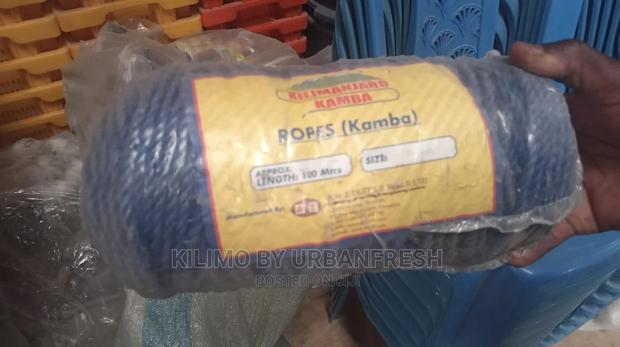 KILIMANJARO
KAMBA
ROPES (Kamba)
APPROX.
LENGTH: 100 Mtrs
SIZE:
Manufactured By:
KILIMO BY URBANFRESH
POSTED ON JIJI